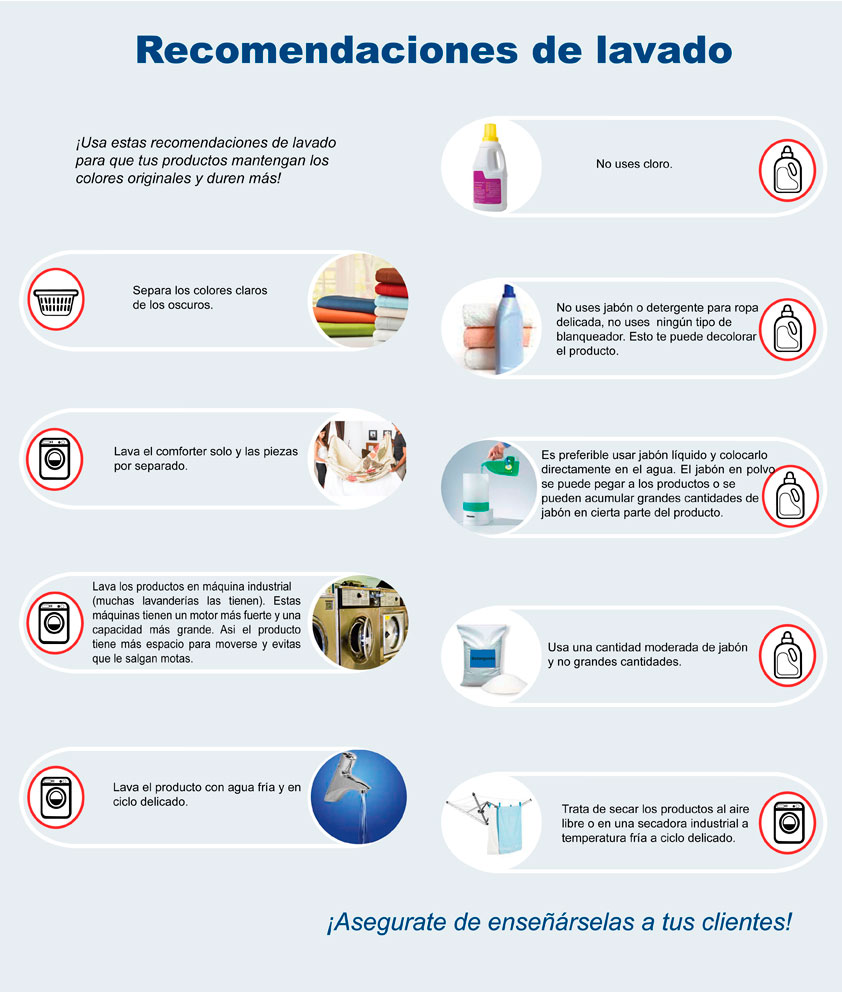 Recomendaciones de lavado
¡Usa estas recomendaciones de lavado
para que tus productos mantengan los
colores originales y duren más!
Separa los colores claros
de los oscuros.
Lava el comforter solo y las piezas
por separado.
Lava los productos en máquina industrial
(muchas lavanderías las tienen). Estas
máquinas tienen un motor más fuerte y una
capacidad más grande. Asi el producto
tiene más espacio para moverse y evitas
que le salgan motas.
Lava el producto con agua fría y en
ciclo delicado.
No uses cloro.
No uses jabón o detergente para ropa
delicada, no uses ningún tipo de
blanqueador. Esto te puede decolorar
el producto.
Es preferible usar jabón líquido y colocarlo
directamente en el agua. El jabón en polvo
se puede pegar a los productos o se
pueden acumular grandes cantidades de
jabón en cierta parte del producto.
Usa una cantidad moderada de jabón
y no grandes cantidades.
Trata de secar los productos al aire
libre o en una secadora industrial a
temperatura fría a ciclo delicado.
¡Asegurate de enseñárselas a tus clientes!